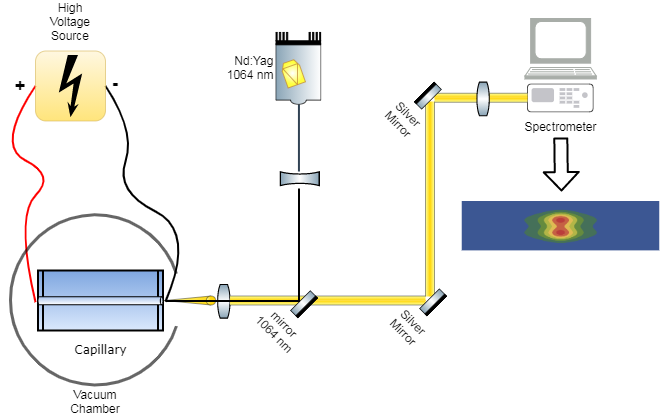 High
Voltage
Source
+
-
Nd:Yag
1064 nm
Silver
Mirror
Spectrometer
mirror
1064 nm
Silver
Mirror
Capillary
Vacuum
Chamber